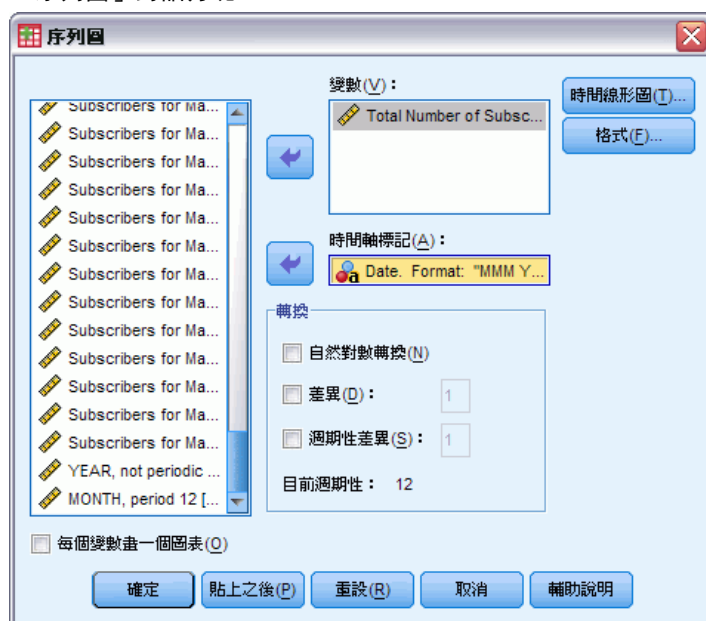 序列圖
變數(V)：
Subscribers for Ma...
Subscribers for Ma...
Subscribers for Ma...
Subscribers for Ma...
Subscribers for Ma...
Subscribers for Ma...
Subscribers for Ma...
Subscribers for Ma...
Subscribers for Ma...
Subscribers for Ma...
Subscribers for Ma...
Subscribers for Ma...
Subscribers for Ma...
YEAR, not periodic ...
MONTH, period 12 [...
Total Number of Subsc...
時間線形圖(T)...
格式(F)...
時間軸標記(A)：
Date. Format: "MMM Y...
轉換
自然對數轉換(N)
差異(D)： 1
週期性差異(S)： 1
目前週期性： 12
每個變數畫一個圖表(O)
確定 貼上之後(P) 重設(R) 取消 輔助說明